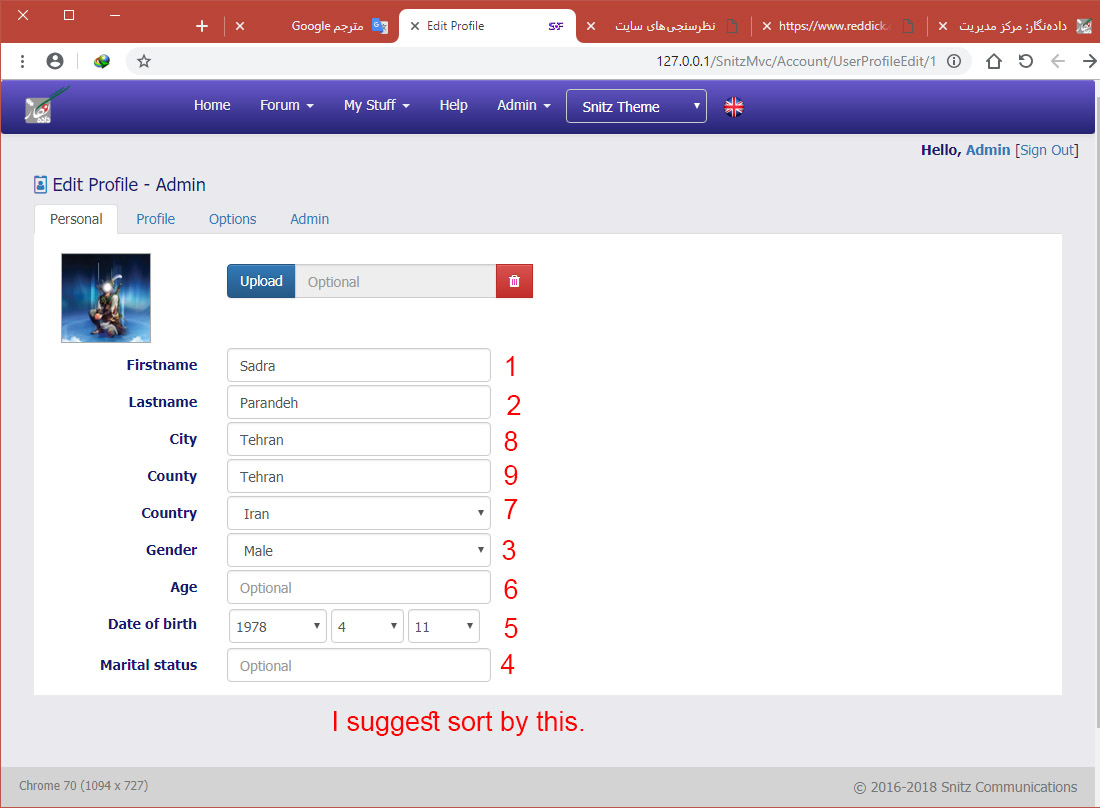 مترجم Google
Edit Profile
نظرسنجی‌های سایت
https://www.reddick.
داده‌نگار: مرکز مدیریت
127.0.0.1/SnitzMvc/Account/UserProfileEdit/1
Home
Forum
My Stuff
Help
Admin
Snitz Theme
Hello, Admin [Sign Out]
Edit Profile - Admin
Personal
Profile
Options
Admin
Upload
Optional
Firstname Sadra 1
Lastname Parandeh 2
City Tehran 8
County Tehran 9
Country Iran 7
Gender Male 3
Age Optional 6
Date of birth 1978 4 11 5
Marital status Optional 4
I suggest sort by this.
Chrome 70 (1094 x 727)
© 2016-2018 Snitz Communications